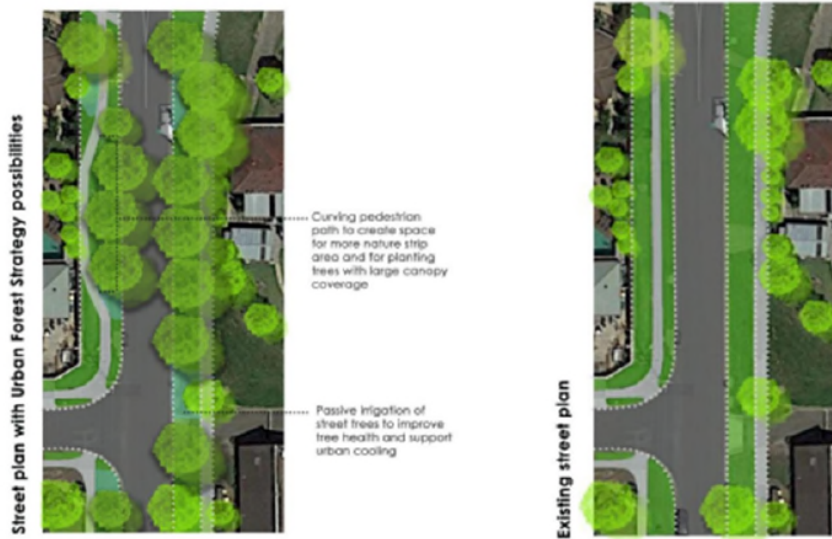 Street plan with Urban Forest Strategy possibilities
Curving pedestrian
path to create space
for more nature strip
area and for planting
trees with large canopy
coverage
Passive irrigation of
street trees to improve
tree health and support
urban cooling
Existing street plan